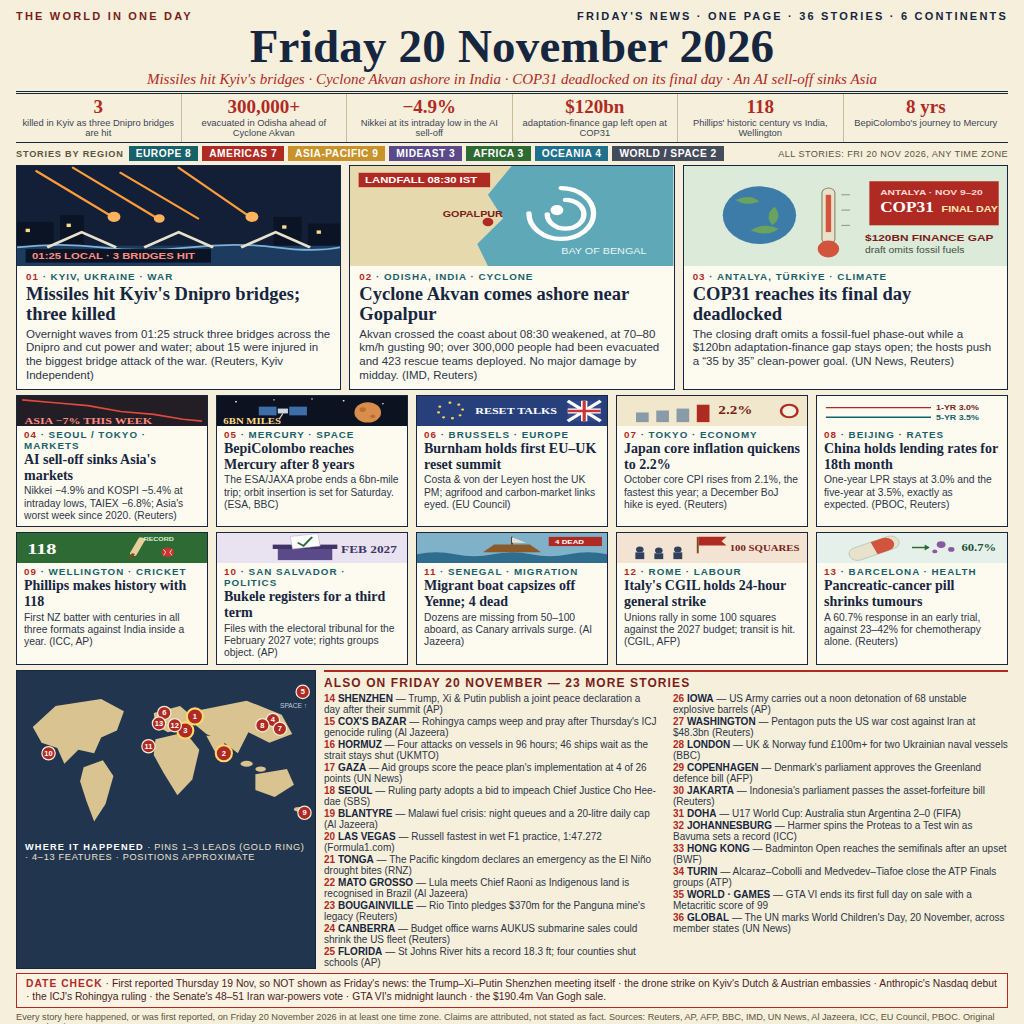 THE WORLD IN ONE DAY
FRIDAY'S NEWS · ONE PAGE · 36 STORIES · 6 CONTINENTS
Friday 20 November 2026
Missiles hit Kyiv's bridges · Cyclone Akvan ashore in India · COP31 deadlocked on its final day · An AI sell-off sinks Asia
3
killed in Kyiv as three Dnipro bridges
are hit
300,000+
evacuated in Odisha ahead of
Cyclone Akvan
−4.9%
Nikkei at its intraday low in the AI
sell-off
$120bn
adaptation-finance gap left open at
COP31
118
Phillips' historic century vs India,
Wellington
8 yrs
BepiColombo's journey to Mercury
STORIES BY REGION
EUROPE 8
AMERICAS 7
ASIA-PACIFIC 9
MIDEAST 3
AFRICA 3
OCEANIA 4
WORLD / SPACE 2
ALL STORIES: FRI 20 NOV 2026, ANY TIME ZONE
01:25 LOCAL · 3 BRIDGES HIT
01 · KYIV, UKRAINE · WAR
Missiles hit Kyiv's Dnipro bridges;
three killed
Overnight waves from 01:25 struck three bridges across the
Dnipro and cut power and water; about 15 were injured in
the biggest bridge attack of the war. (Reuters, Kyiv
Independent)
LANDFALL 08:30 IST
GOPALPUR
BAY OF BENGAL
02 · ODISHA, INDIA · CYCLONE
Cyclone Akvan comes ashore near
Gopalpur
Akvan crossed the coast about 08:30 weakened, at 70–80
km/h gusting 90; over 300,000 people had been evacuated
and 423 rescue teams deployed. No major damage by
midday. (IMD, Reuters)
ANTALYA · NOV 9–20
COP31 FINAL DAY
$120BN FINANCE GAP
draft omits fossil fuels
03 · ANTALYA, TÜRKİYE · CLIMATE
COP31 reaches its final day
deadlocked
The closing draft omits a fossil-fuel phase-out while a
$120bn adaptation-finance gap stays open; the hosts push
a “35 by 35” clean-power goal. (UN News, Reuters)
ASIA −7% THIS WEEK
04 · SEOUL / TOKYO ·
MARKETS
AI sell-off sinks Asia's
markets
Nikkei −4.9% and KOSPI −5.4% at
intraday lows, TAIEX −6.8%; Asia's
worst week since 2020. (Reuters)
6BN MILES
05 · MERCURY · SPACE
BepiColombo reaches
Mercury after 8 years
The ESA/JAXA probe ends a 6bn-mile
trip; orbit insertion is set for Saturday.
(ESA, BBC)
RESET TALKS
06 · BRUSSELS · EUROPE
Burnham holds first EU–UK
reset summit
Costa & von der Leyen host the UK
PM; agrifood and carbon-market links
eyed. (EU Council)
2.2%
07 · TOKYO · ECONOMY
Japan core inflation quickens
to 2.2%
October core CPI rises from 2.1%, the
fastest this year; a December BoJ
hike is eyed. (Reuters)
1-YR 3.0%
5-YR 3.5%
08 · BEIJING · RATES
China holds lending rates for
18th month
One-year LPR stays at 3.0% and the
five-year at 3.5%, exactly as
expected. (PBOC, Reuters)
118
RECORD
09 · WELLINGTON · CRICKET
Phillips makes history with
118
First NZ batter with centuries in all
three formats against India inside a
year. (ICC, AP)
FEB 2027
10 · SAN SALVADOR ·
POLITICS
Bukele registers for a third
term
Files with the electoral tribunal for the
February 2027 vote; rights groups
object. (AP)
4 DEAD
11 · SENEGAL · MIGRATION
Migrant boat capsizes off
Yenne; 4 dead
Dozens are missing from 50–100
aboard, as Canary arrivals surge. (Al
Jazeera)
100 SQUARES
12 · ROME · LABOUR
Italy's CGIL holds 24-hour
general strike
Unions rally in some 100 squares
against the 2027 budget; transit is hit.
(CGIL, AFP)
60.7%
13 · BARCELONA · HEALTH
Pancreatic-cancer pill
shrinks tumours
A 60.7% response in an early trial,
against 23–42% for chemotherapy
alone. (Reuters)
5
SPACE ↑
6
1
13
12
3
8
4
7
11
10
2
9
WHERE IT HAPPENED · PINS 1–3 LEADS (GOLD RING)
· 4–13 FEATURES · POSITIONS APPROXIMATE
ALSO ON FRIDAY 20 NOVEMBER — 23 MORE STORIES
14 SHENZHEN — Trump, Xi & Putin publish a joint peace declaration a
day after their summit (AP)
15 COX'S BAZAR — Rohingya camps weep and pray after Thursday's ICJ
genocide ruling (Al Jazeera)
16 HORMUZ — Four attacks on vessels in 96 hours; 46 ships wait as the
strait stays shut (UKMTO)
17 GAZA — Aid groups score the peace plan's implementation at 4 of 26
points (UN News)
18 SEOUL — Ruling party adopts a bid to impeach Chief Justice Cho Hee-
dae (SBS)
19 BLANTYRE — Malawi fuel crisis: night queues and a 20-litre daily cap
(Al Jazeera)
20 LAS VEGAS — Russell fastest in wet F1 practice, 1:47.272
(Formula1.com)
21 TONGA — The Pacific kingdom declares an emergency as the El Niño
drought bites (RNZ)
22 MATO GROSSO — Lula meets Chief Raoni as Indigenous land is
recognised in Brazil (Al Jazeera)
23 BOUGAINVILLE — Rio Tinto pledges $370m for the Panguna mine's
legacy (Reuters)
24 CANBERRA — Budget office warns AUKUS submarine sales could
shrink the US fleet (Reuters)
25 FLORIDA — St Johns River hits a record 18.3 ft; four counties shut
schools (AP)
26 IOWA — US Army carries out a noon detonation of 68 unstable
explosive barrels (AP)
27 WASHINGTON — Pentagon puts the US war cost against Iran at
$48.3bn (Reuters)
28 LONDON — UK & Norway fund £100m+ for two Ukrainian naval vessels
(BBC)
29 COPENHAGEN — Denmark's parliament approves the Greenland
defence bill (AFP)
30 JAKARTA — Indonesia's parliament passes the asset-forfeiture bill
(Reuters)
31 DOHA — U17 World Cup: Australia stun Argentina 2–0 (FIFA)
32 JOHANNESBURG — Harmer spins the Proteas to a Test win as
Bavuma sets a record (ICC)
33 HONG KONG — Badminton Open reaches the semifinals after an upset
(BWF)
34 TURIN — Alcaraz–Cobolli and Medvedev–Tiafoe close the ATP Finals
groups (ATP)
35 WORLD · GAMES — GTA VI ends its first full day on sale with a
Metacritic score of 99
36 GLOBAL — The UN marks World Children's Day, 20 November, across
member states (UN News)
DATE CHECK · First reported Thursday 19 Nov, so NOT shown as Friday's news: the Trump–Xi–Putin Shenzhen meeting itself · the drone strike on Kyiv's Dutch & Austrian embassies · Anthropic's Nasdaq debut
· the ICJ's Rohingya ruling · the Senate's 48–51 Iran war-powers vote · GTA VI's midnight launch · the $190.4m Van Gogh sale.
Every story here happened, or was first reported, on Friday 20 November 2026 in at least one time zone. Claims are attributed, not stated as fact. Sources: Reuters, AP, AFP, BBC, IMD, UN News, Al Jazeera, ICC, EU Council, PBOC. Original